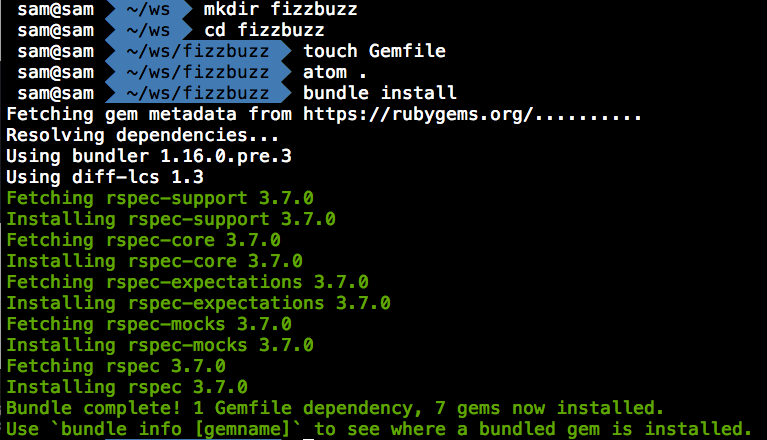 sam@sam ~/ws mkdir fizzbuzz
sam@sam ~/ws cd fizzbuzz
sam@sam ~/ws/fizzbuzz touch Gemfile
sam@sam ~/ws/fizzbuzz atom .
sam@sam ~/ws/fizzbuzz bundle install
Fetching gem metadata from https://rubygems.org/..........
Resolving dependencies...
Using bundler 1.16.0.pre.3
Using diff-lcs 1.3
Fetching rspec-support 3.7.0
Installing rspec-support 3.7.0
Fetching rspec-core 3.7.0
Installing rspec-core 3.7.0
Fetching rspec-expectations 3.7.0
Installing rspec-expectations 3.7.0
Fetching rspec-mocks 3.7.0
Installing rspec-mocks 3.7.0
Fetching rspec 3.7.0
Installing rspec 3.7.0
Bundle complete! 1 Gemfile dependency, 7 gems now installed.
Use `bundle info [gemname]` to see where a bundled gem is installed.